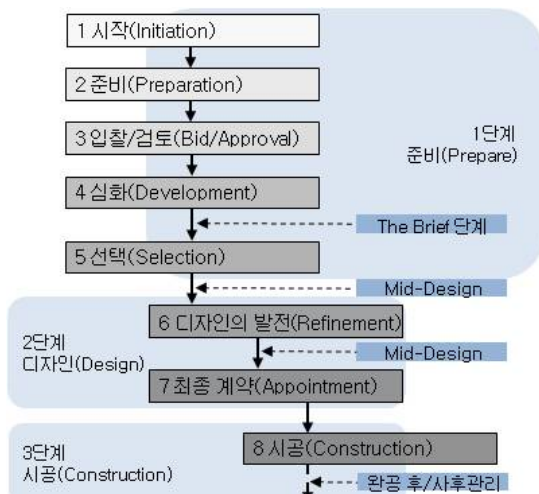 1 시작(Initiation)
2 준비(Preparation)
3 입찰/검토(Bid/Approval)
1단계
준비(Prepare)
4 심화(Development)
The Brief 단계
5 선택(Selection)
Mid-Design
6 디자인의 발전(Refinement)
2단계
디자인(Design)
Mid-Design
7 최종 계약(Appointment)
8 시공(Construction)
3단계
시공(Construction)
완공 후/사후관리